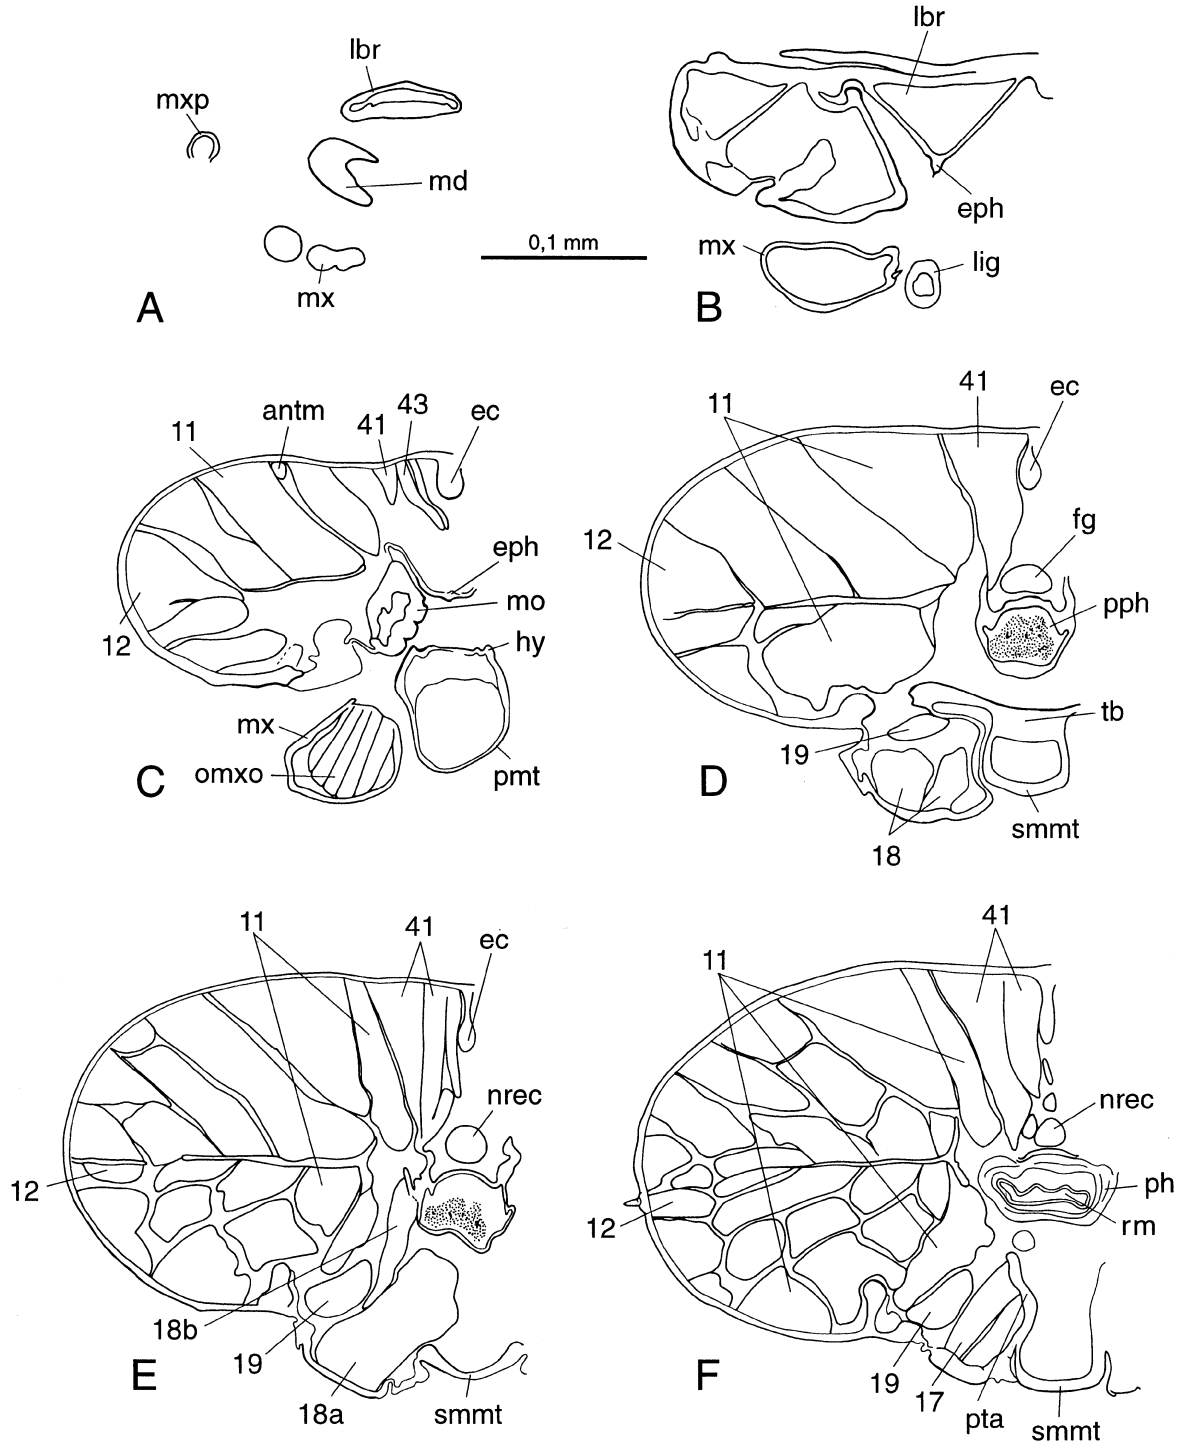 lbr
mxp
md
mx
A
0,1 mm
lbr
eph
mx
lig
B
11
antm
41
43
ec
eph
mo
hy
12
mx
omxo
pmt
C
11
41
ec
12
fg
pph
19
tb
18
smmt
D
11
41
ec
nrec
12
18b
19
18a
smmt
E
11
41
nrec
ph
rm
12
19
17
pta
smmt
F